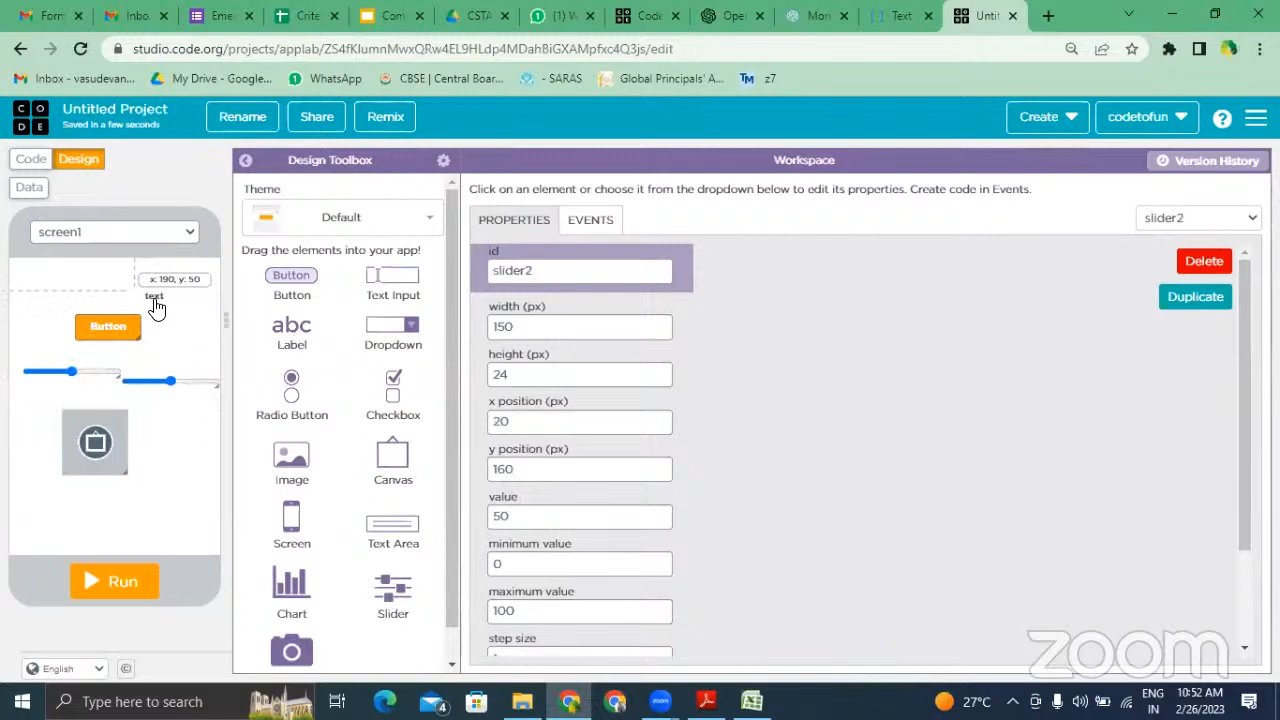 Form
Inbo
Eme
Crite
Com
CSTA
(1) W
Code
Ope
Mon
Text
Unti
studio.code.org/projects/applab/ZS4fKIumnMwxQRw4EL9HLdp4MDah8iGXAMpfxc4Q3js/edit
Inbox - vasudevan...
My Drive - Google...
WhatsApp
CBSE | Central Boar...
- SARAS
Global Principals' A...
TM z7
CODE
Untitled Project
Saved in a few seconds
Rename
Share
Remix
Create
codetofun
Code
Design
Data
Design Toolbox
Workspace
Version History
Theme
Default
Click on an element or choose it from the dropdown below to edit its properties. Create code in Events.
PROPERTIES
EVENTS
slider2
screen1
x: 190, y: 50
text
Button
Run
Drag the elements into your app!
Button
Button
Text Input
abc
Label
Dropdown
Radio Button
Checkbox
Image
Canvas
Screen
Text Area
Chart
Slider
id
slider2
Delete
Duplicate
width (px)
150
height (px)
24
x position (px)
20
y position (px)
160
value
50
minimum value
0
maximum value
100
step size
zoom
English
Type here to search
4
27°C
ENG
IN
10:52 AM
2/26/2023